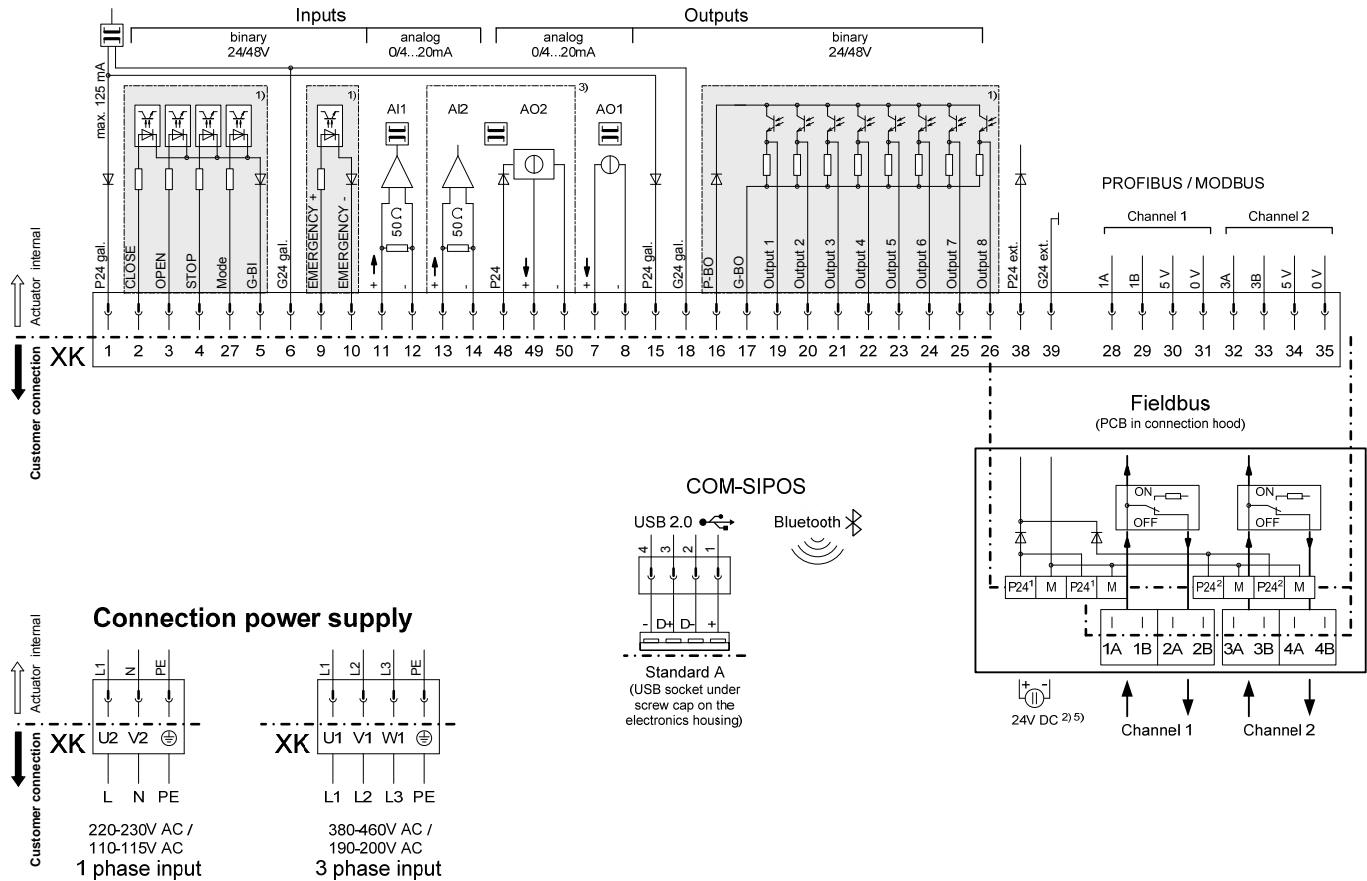 Inputs
Outputs
binary
24/48V
analog
0/4...20mA
analog
0/4...20mA
binary
24/48V
max. 125 mA
1)
1)
3)
1)
AI1
AI2
AO2
AO1
50 Ω
50 Ω
PROFIBUS / MODBUS
Channel 1
Channel 2
Actuator internal
P24 gal.
CLOSE
OPEN
STOP
Mode
G-BI
G24 gal.
EMERGENCY +
EMERGENCY -
+
-
+
-
P24
+
-
+
-
P24 gal.
G24 gal.
P-BO
G-BO
Output 1
Output 2
Output 3
Output 4
Output 5
Output 6
Output 7
Output 8
P24 ext.
G24 ext.
1A
1B
5 V
0 V
3A
3B
5 V
0 V
Customer connection
XK
1 2 3 4 27 5 6 9 10 11 12 13 14 48 49 50 7 8 15 18 16 17 19 20 21 22 23 24 25 26 38 39 28 29 30 31 32 33 34 35
Fieldbus
(PCB in connection hood)
ON
OFF
ON
OFF
P24¹ M P24¹ M
P24² M P24² M
1A 1B 2A 2B 3A 3B 4A 4B
+ -
24V DC 2) 5)
Channel 1
Channel 2
COM-SIPOS
USB 2.0
Bluetooth
4 3 2 1
- D+ D- +
Standard A
(USB socket under
screw cap on the
electronics housing)
Connection power supply
Actuator internal
Customer connection
L1 N PE
XK
U2 V2
L N PE
220-230V AC /
110-115V AC
1 phase input
L1 L2 L3 PE
XK
U1 V1 W1
L1 L2 L3 PE
380-460V AC /
190-200V AC
3 phase input